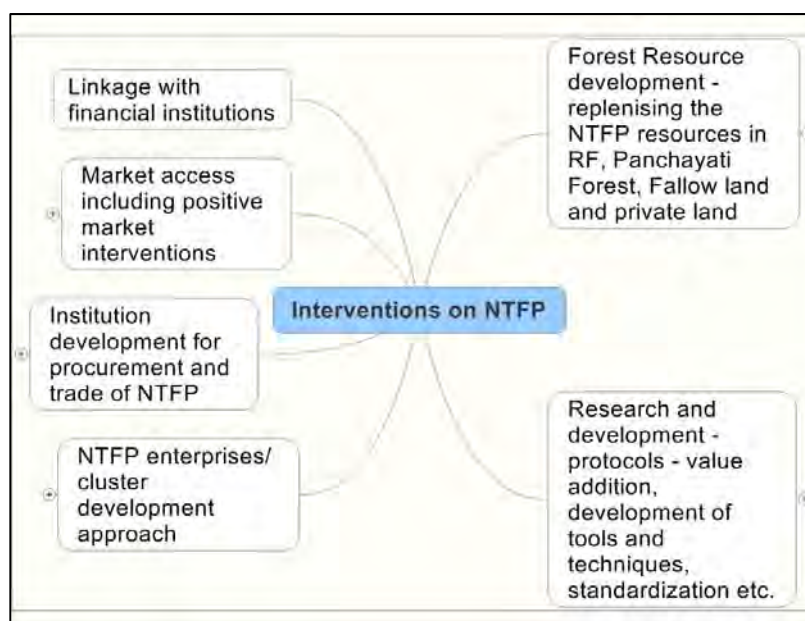 Linkage with
financial institutions
Market access
including positive
market
interventions
Institution
development for
procurement and
trade of NTFP
NTFP enterprises/
cluster
development
approach
Interventions on NTFP
Forest Resource
development -
replenising the
NTFP resources in
RF, Panchayati
Forest, Fallow land
and private land
Research and
development -
protocols - value
addition,
development of
tools and
techniques,
standardization etc.